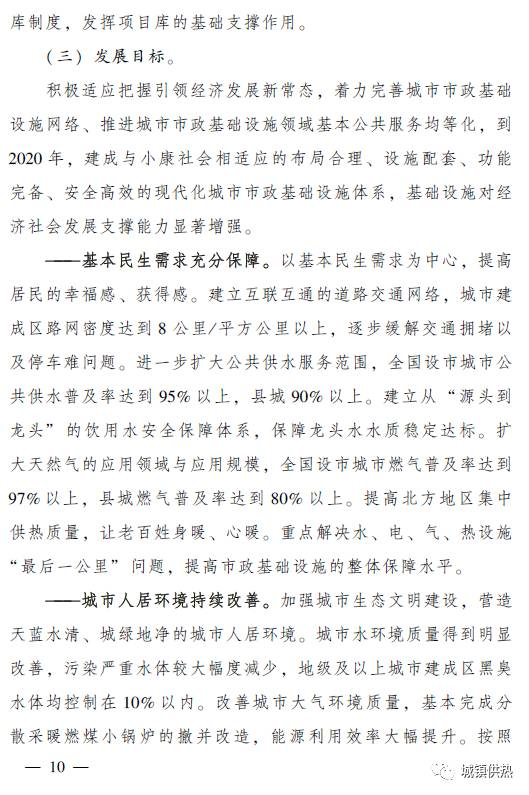 库制度，发挥项目库的基础支撑作用。
（三）发展目标。
积极适应把握引领经济发展新常态，着力完善城市市政基础
设施网络、推进城市市政基础设施领域基本公共服务均等化，到
2020 年，建成与小康社会相适应的布局合理、设施配套、功能
完备、安全高效的现代化城市市政基础设施体系，基础设施对经
济社会发展支撑能力显著增强。
——基本民生需求充分保障。以基本民生需求为中心，提高
居民的幸福感、获得感。建立互联互通的道路交通网络，城市建
成区路网密度达到 8 公里/平方公里以上，逐步缓解交通拥堵以
及停车难问题。进一步扩大公共供水服务范围，全国设市城市公
共供水普及率达到 95% 以上，县城 90% 以上。建立从“源头到
龙头”的饮用水安全保障体系，保障龙头水水质稳定达标。扩
大天然气的应用领域与应用规模，全国设市城市燃气普及率达到
97% 以上，县城燃气普及率达到 80% 以上。提高北方地区集中
供热质量，让老百姓身暖、心暖。重点解决水、电、气、热设施
“最后一公里”问题，提高市政基础设施的整体保障水平。
——城市人居环境持续改善。加强城市生态文明建设，营造
天蓝水清、城绿地净的城市人居环境。城市水环境质量得到明显
改善，污染严重水体较大幅度减少，地级及以上城市建成区黑臭
水体均控制在 10% 以内。改善城市大气环境质量，基本完成分
散采暖燃煤小锅炉的撤并改造，能源利用效率大幅提升。按照
— 10 —
城镇供热